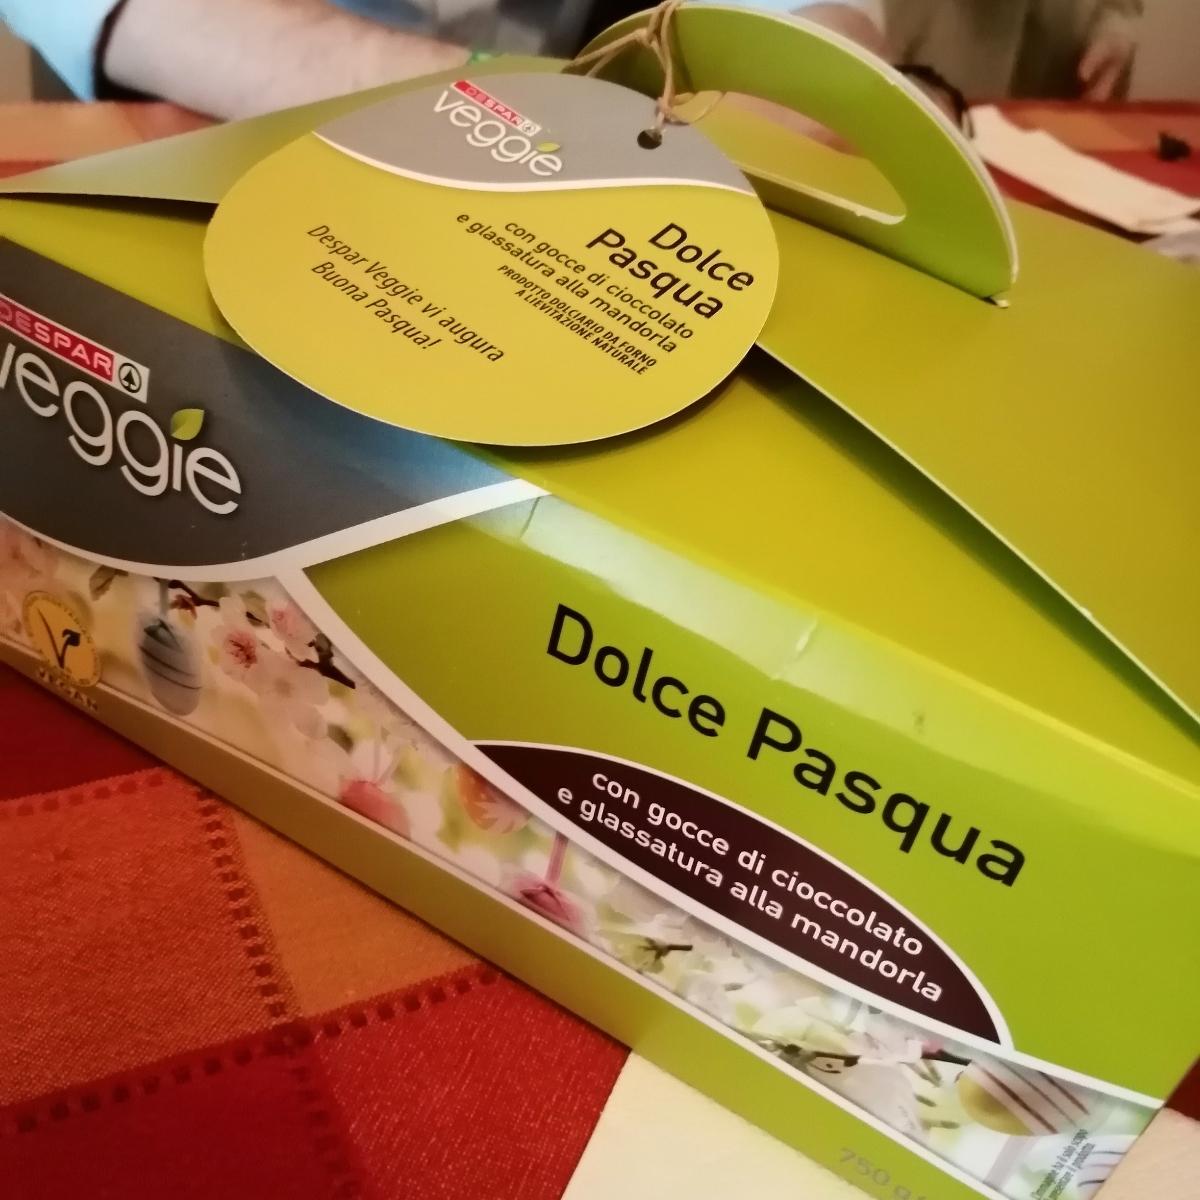 DESPAR
veggie
Dolce
Pasqua
con gocce di cioccolato
e glassatura alla mandorla
PRODOTTO DOLCIARIO DA FORNO
A LIEVITAZIONE NATURALE
Despar Veggie vi augura
Buona Pasqua!
DESPAR
veggie
VEGAN
Dolce Pasqua
con gocce di cioccolato
e glassatura alla mandorla
750 g